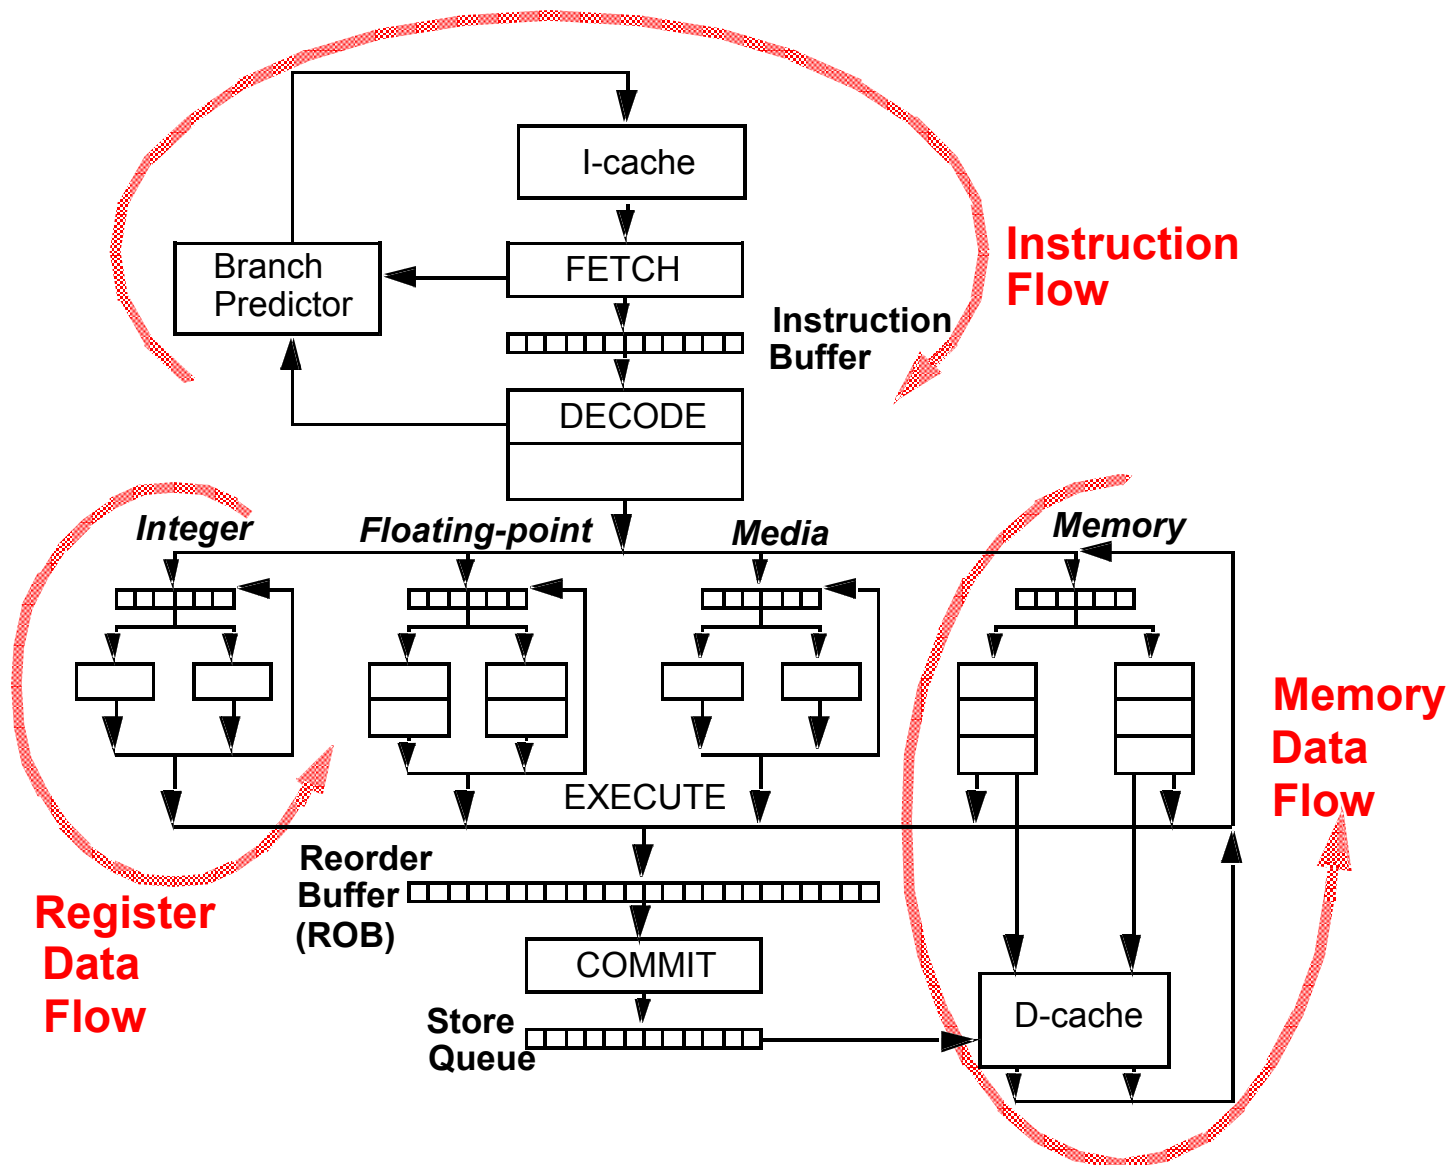 I-cache
Instruction
Flow
Branch
Predictor
FETCH
Instruction
Buffer
DECODE
Integer
Floating-point
Media
Memory
Memory
Data
Flow
EXECUTE
Reorder
Buffer
(ROB)
Register
Data
Flow
COMMIT
Store
Queue
D-cache